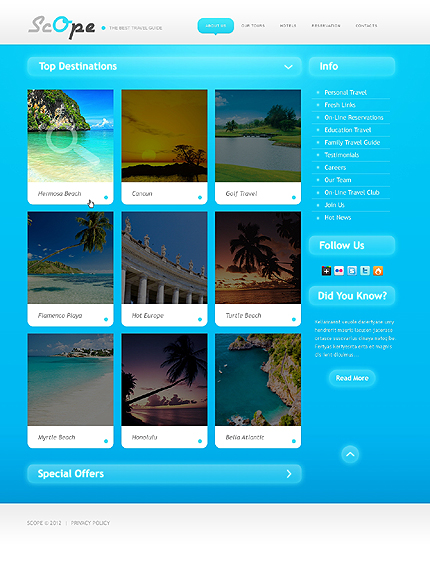 Scope THE BEST TRAVEL GUIDE
ABOUT US OUR TOURS HOTELS RESERVATION CONTACTS
Top Destinations
Hermosa Beach
Cancun
Golf Travel
Flamenco Playa
Hot Europe
Turtle Beach
Myrtle Beach
Honolulu
Bella Atlantic
Special Offers
Info
Personal Travel
Fresh Links
On-Line Reservations
Education Travel
Family Travel Guide
Testimonials
Careers
Our Team
On-Line Travel Club
Join Us
Hot News
Follow Us
Did You Know?
Read More
SCOPE © 2012 | PRIVACY POLICY